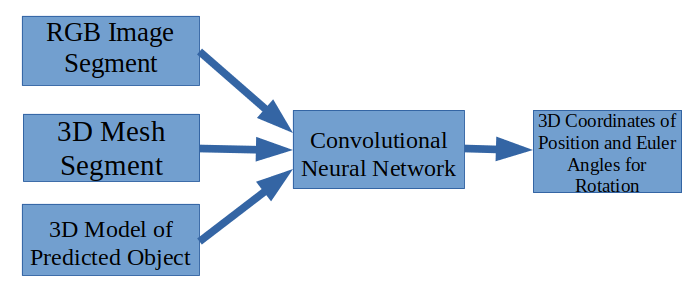 RGB Image
Segment
3D Mesh
Segment
3D Model of
Predicted Object
Convolutional
Neural Network
3D Coordinates of
Position and Euler
Angles for
Rotation